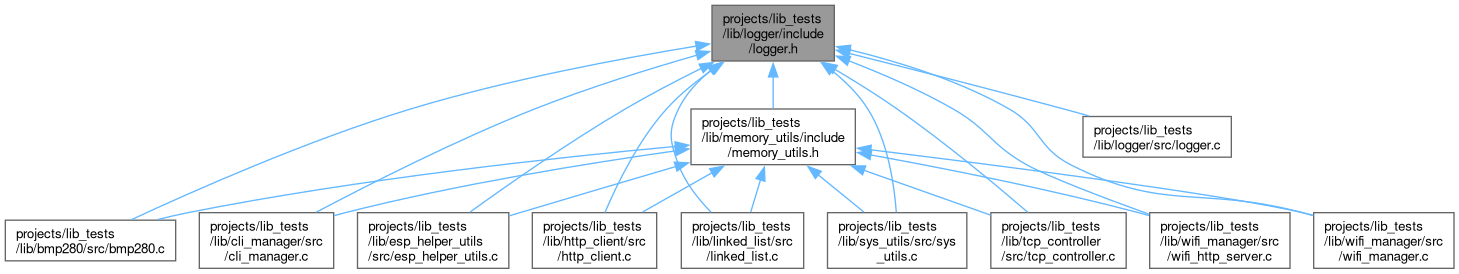 projects/lib_tests
/lib/logger/include
/logger.h
projects/lib_tests
/lib/memory_utils/include
/memory_utils.h
projects/lib_tests
/lib/logger/src/logger.c
projects/lib_tests
/lib/bmp280/src/bmp280.c
projects/lib_tests
/lib/cli_manager/src
/cli_manager.c
projects/lib_tests
/lib/esp_helper_utils
/src/esp_helper_utils.c
projects/lib_tests
/lib/http_client/src
/http_client.c
projects/lib_tests
/lib/linked_list/src
/linked_list.c
projects/lib_tests
/lib/sys_utils/src/sys
_utils.c
projects/lib_tests
/lib/tcp_controller
/src/tcp_controller.c
projects/lib_tests
/lib/wifi_manager/src
/wifi_http_server.c
projects/lib_tests
/lib/wifi_manager/src
/wifi_manager.c